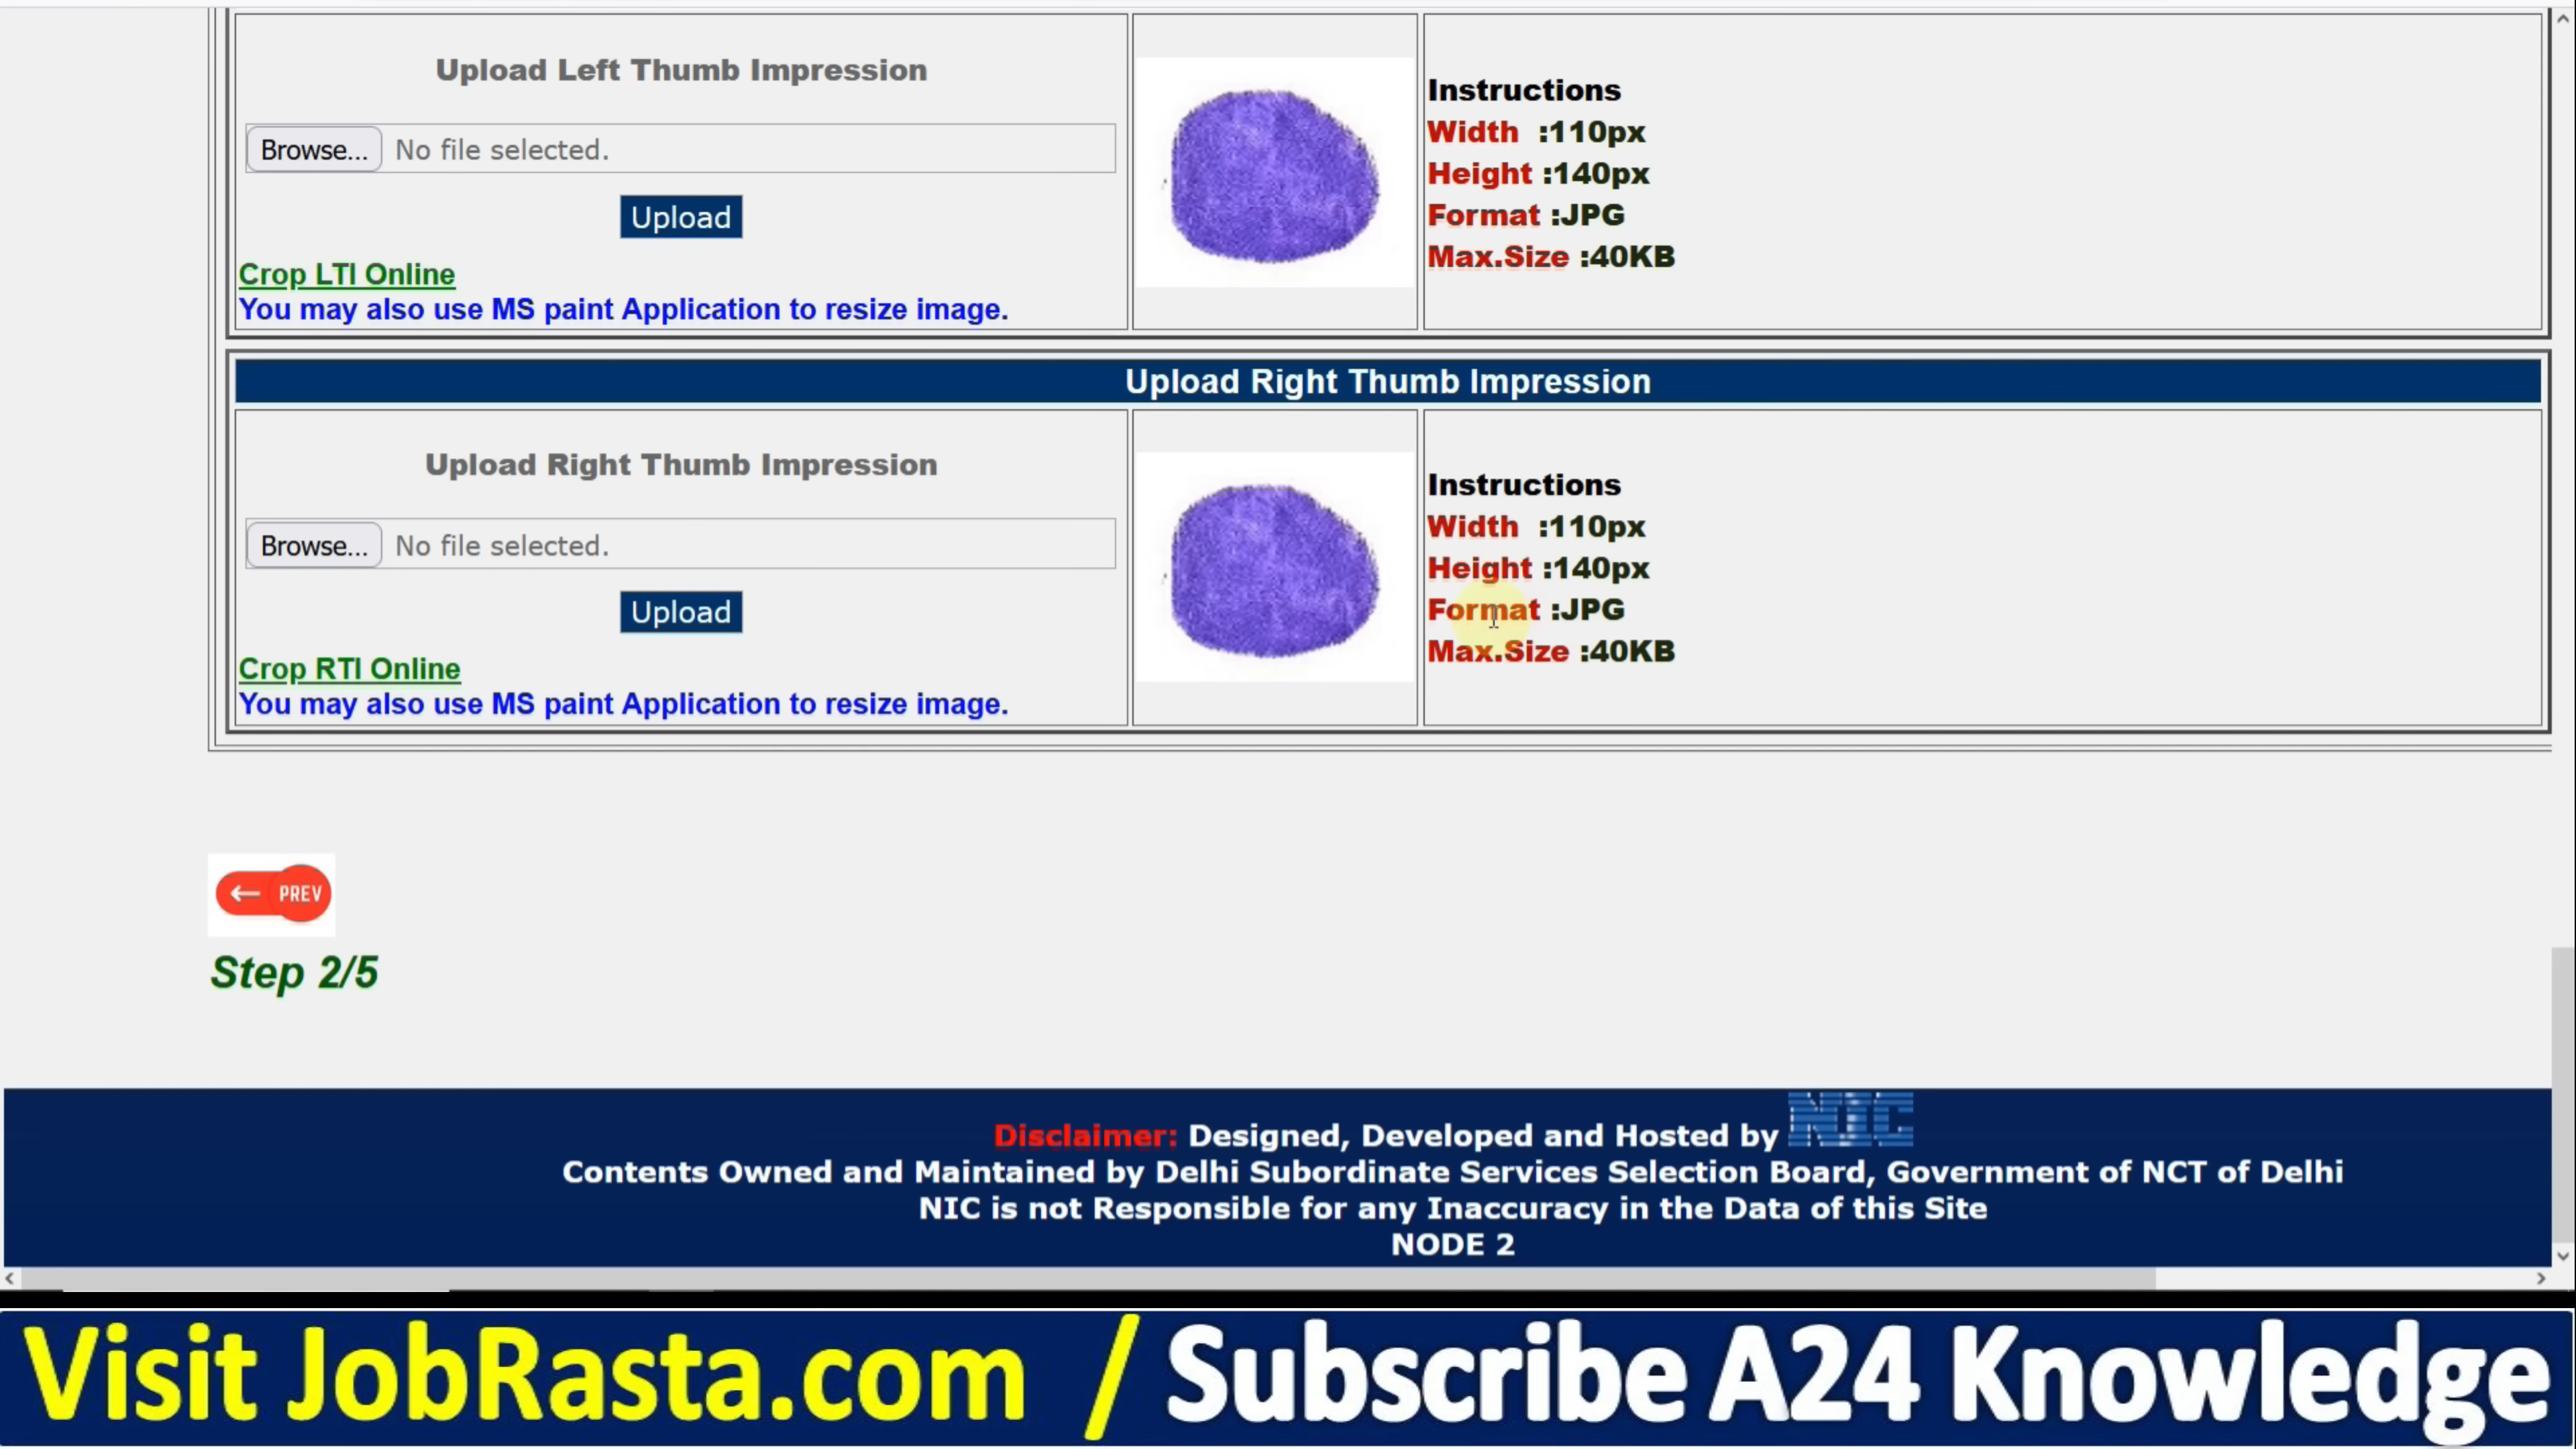 Upload Left Thumb Impression
Browse... No file selected.
Upload
Crop LTI Online
You may also use MS paint Application to resize image.
Instructions
Width :110px
Height :140px
Format :JPG
Max.Size :40KB
Upload Right Thumb Impression
Upload Right Thumb Impression
Browse... No file selected.
Upload
Crop RTI Online
You may also use MS paint Application to resize image.
Instructions
Width :110px
Height :140px
Format :JPG
Max.Size :40KB
PREV
Step 2/5
Disclaimer: Designed, Developed and Hosted by NIC
Contents Owned and Maintained by Delhi Subordinate Services Selection Board, Government of NCT of Delhi
NIC is not Responsible for any Inaccuracy in the Data of this Site
NODE 2
Visit JobRasta.com / Subscribe A24 Knowledge